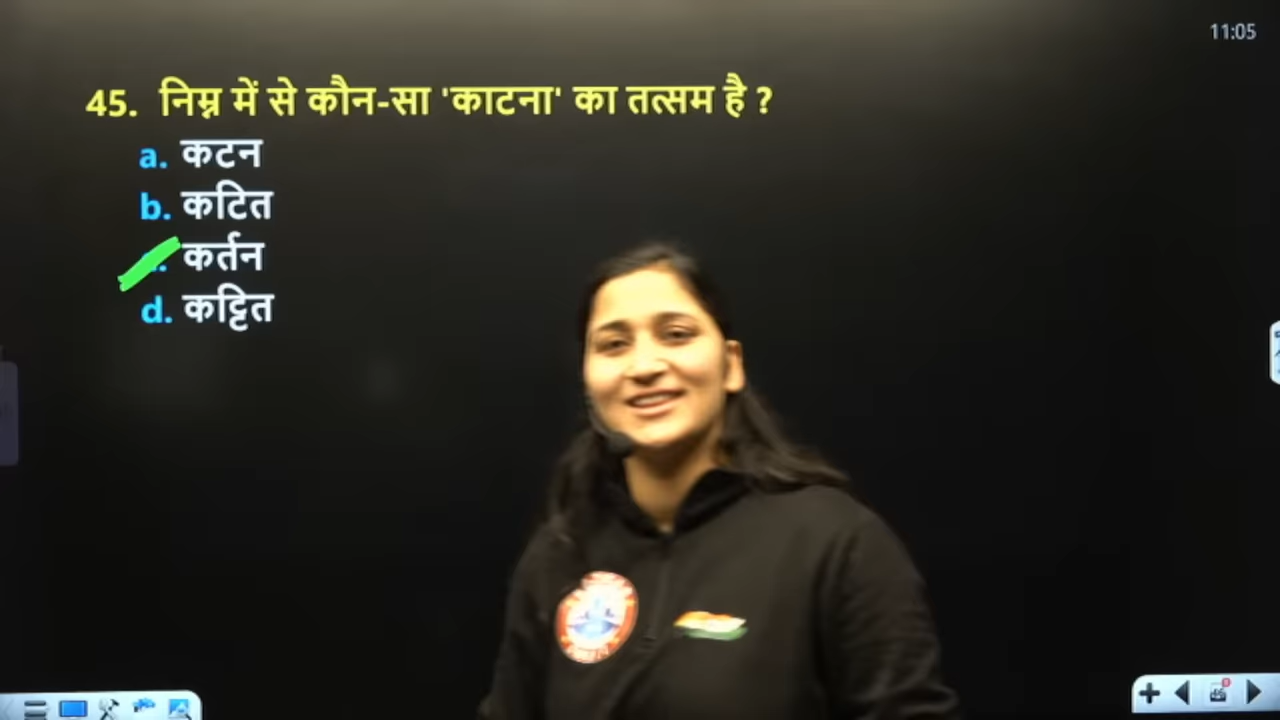 11:05
45. निम्न में से कौन-सा 'काटना' का तत्सम है ?
a. कटन
b. कटित
कर्तन
d. कट्टित